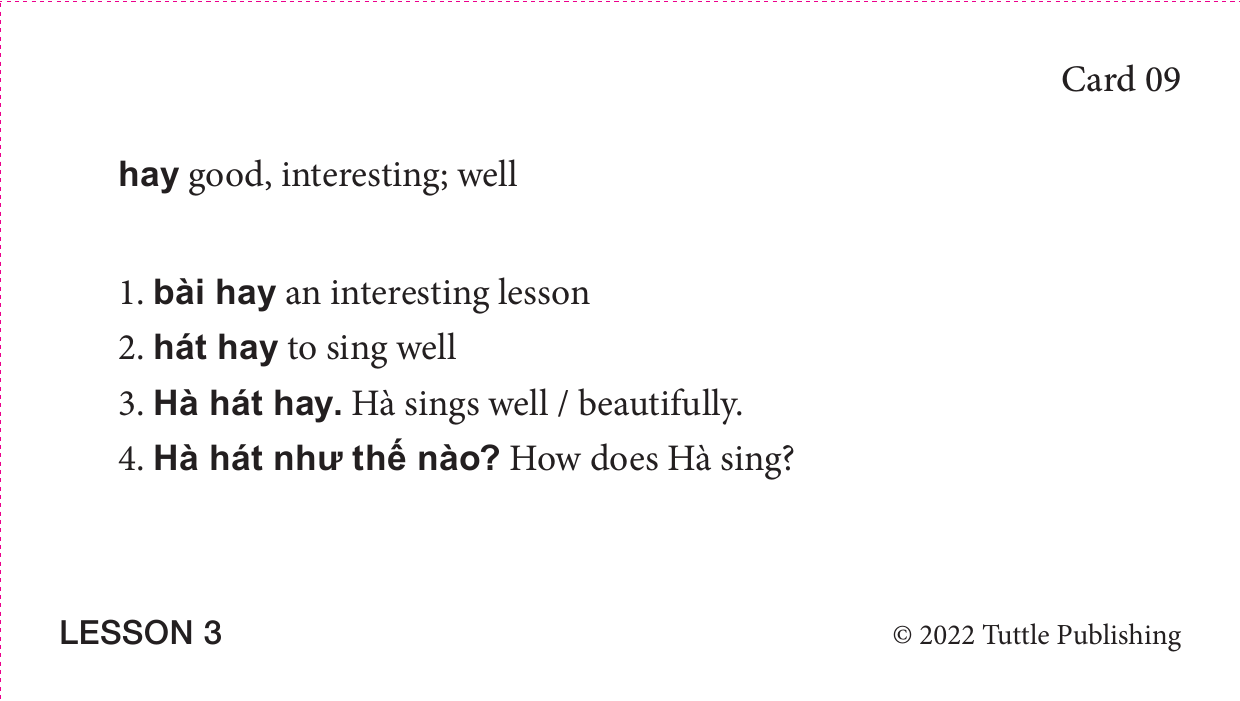 Card 09
hay good, interesting; well
1. bài hay an interesting lesson
2. hát hay to sing well
3. Hà hát hay. Hà sings well / beautifully.
4. Hà hát như thế nào? How does Hà sing?
LESSON 3
© 2022 Tuttle Publishing